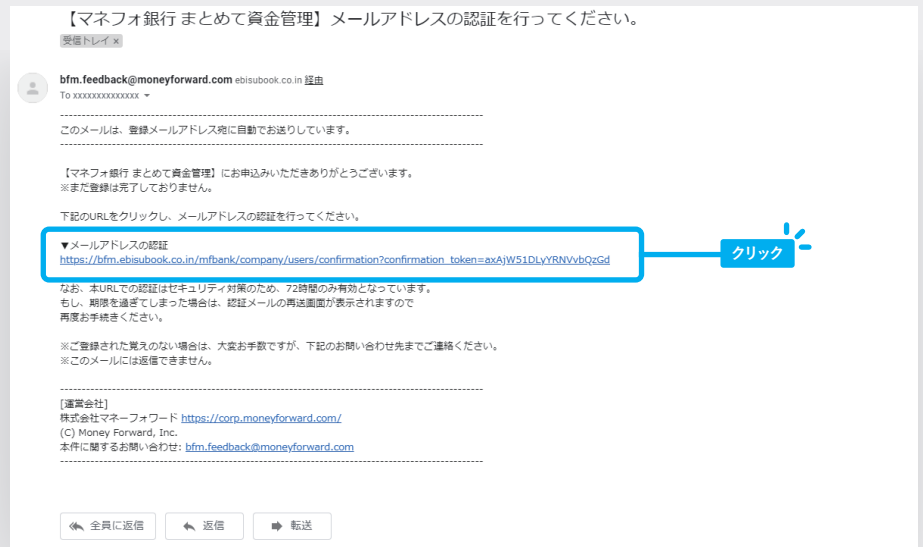 【マネフォ銀行 まとめて資金管理】メールアドレスの認証を行ってください。
受信トレイ ×
bfm.feedback@moneyforward.com ebisubook.co.in 経由
To xxxxxxxxxxxxxx
--------------------------------------------------------------------------------
このメールは、登録メールアドレス宛に自動でお送りしています。
--------------------------------------------------------------------------------
【マネフォ銀行 まとめて資金管理】にお申込みいただきありがとうございます。
※まだ登録は完了しておりません。
下記のURLをクリックし、メールアドレスの認証を行ってください。
▼メールアドレスの認証
https://bfm.ebisubook.co.in/mfbank/company/users/confirmation?confirmation_token=axAjW51DLyYRNVvbQzGd
クリック
なお、本URLでの認証はセキュリティ対策のため、72時間のみ有効となっています。
もし、期限を過ぎてしまった場合は、認証メールの再送画面が表示されますので
再度お手続きください。
※ご登録された覚えのない場合は、大変お手数ですが、下記のお問い合わせ先までご連絡ください。
※このメールには返信できません。
--------------------------------------------------------------------------------
[運営会社]
株式会社マネーフォワード https://corp.moneyforward.com/
(C) Money Forward, Inc.
本件に関するお問い合わせ: bfm.feedback@moneyforward.com
--------------------------------------------------------------------------------
全員に返信 返信 転送